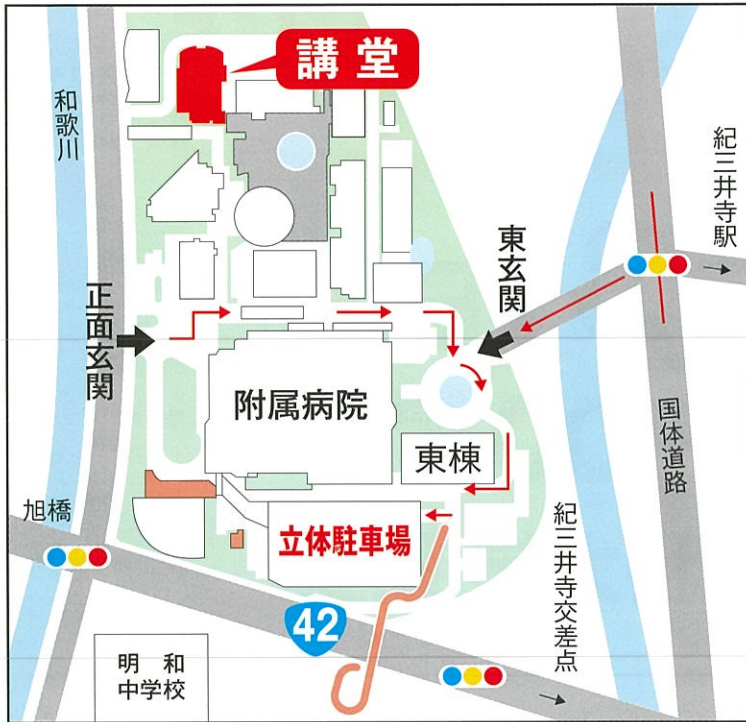 講堂
和歌川
紀三井寺駅
東玄関
正面玄関
附属病院
国体道路
東棟
旭橋
立体駐車場
紀三井寺交差点
42
明和
中学校